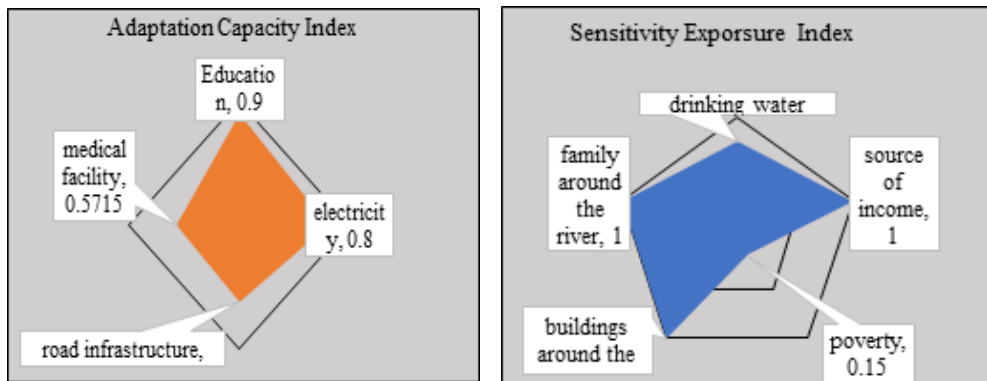 Adaptation Capacity Index
Educatio
n, 0.9
medical
facility,
0.5715
electricit
y, 0.8
road infrastructure,
Sensitivity Exporsure Index
drinking water
family
around
the
river, 1
source
of
income,
1
buildings
around the
poverty,
0.15